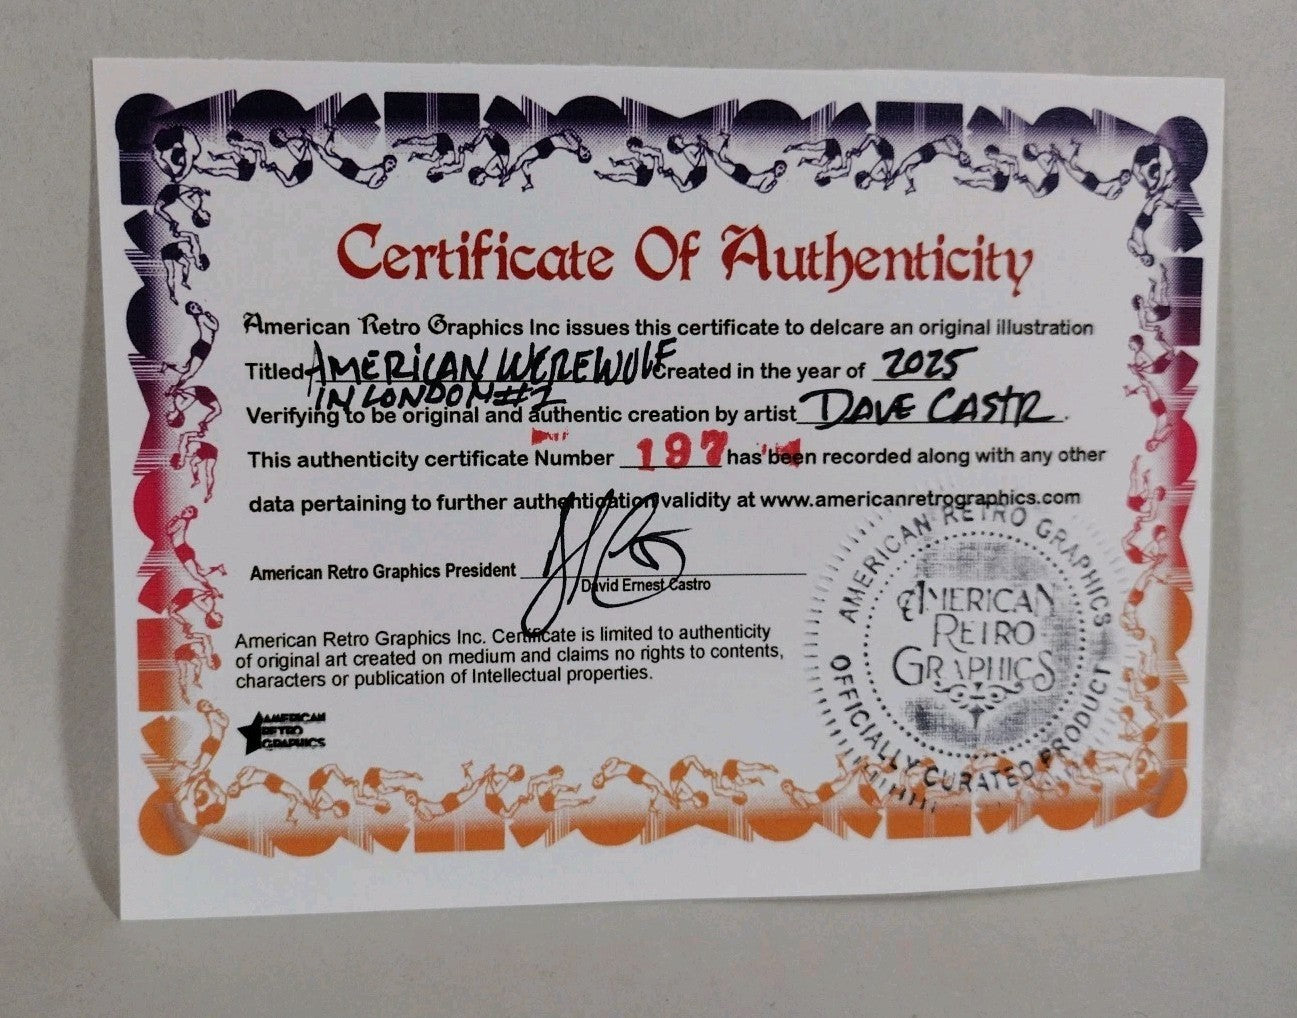 Certificate Of Authenticity
American Retro Graphics Inc issues this certificate to delcare an original illustration
Titled AMERICAN WEREWOLF Created in the year of 2025
IN LONDON #1
Verifying to be original and authentic creation by artist DAVE CASTR.
This authenticity certificate Number 197 has been recorded along with any other
data pertaining to further authentication validity at www.americanretrographics.com
American Retro Graphics President
David Ernest Castro
American Retro Graphics Inc. Certificate is limited to authenticity
of original art created on medium and claims no rights to contents,
characters or publication of Intellectual properties.
AMERICAN
RETRO
GRAPHICS
AMERICAN RETRO GRAPHICS
AMERICAN
RETRO
GRAPHICS
OFFICIALLY CURATED PRODUCT